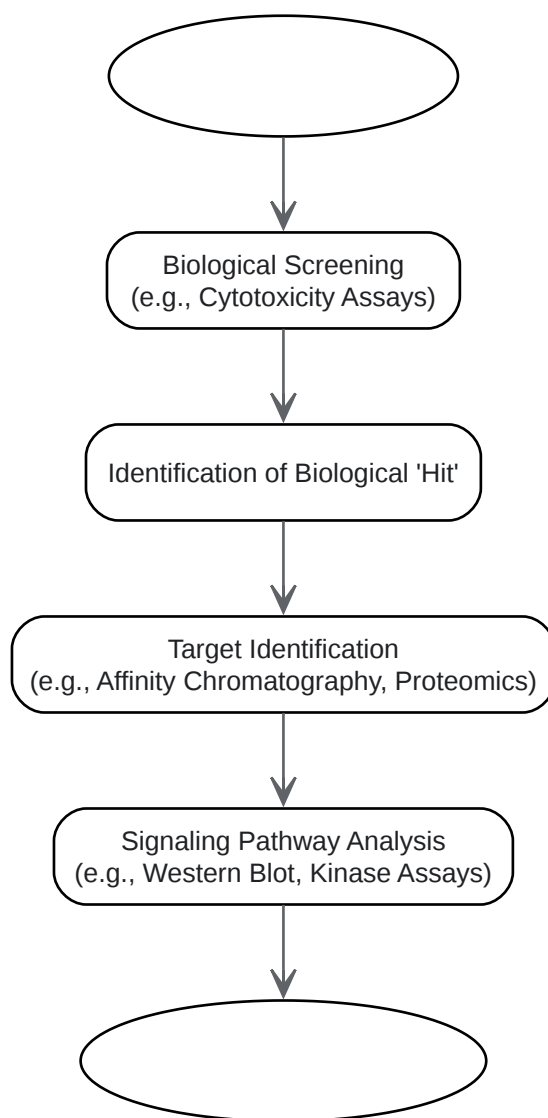 Biological Screening
(e.g., Cytotoxicity Assays)
Identification of Biological 'Hit'
Target Identification
(e.g., Affinity Chromatography, Proteomics)
Signaling Pathway Analysis
(e.g., Western Blot, Kinase Assays)